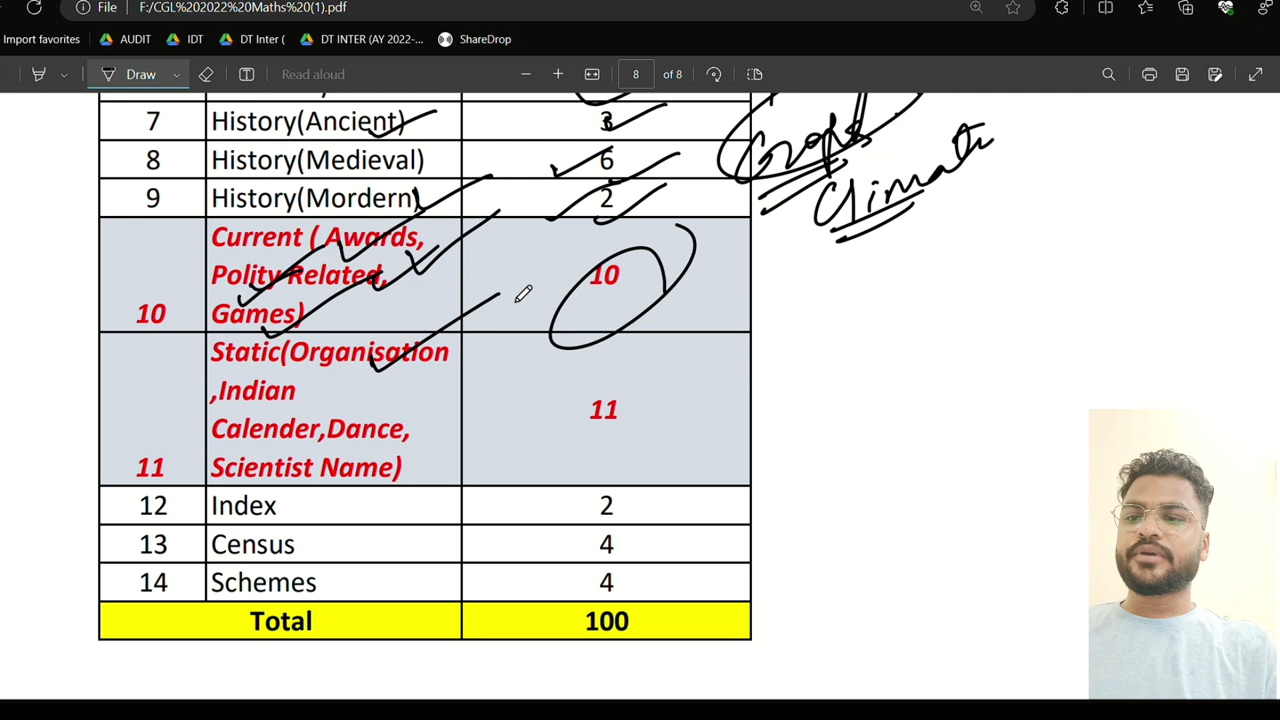 File F:/CGL%202022%20Maths%20(1).pdf
Import favorites AUDIT IDT DT Inter ( DT INTER (AY 2022-... ShareDrop
Draw Read aloud 8 of 8
7 History(Ancient) 3
8 History(Medieval) 6
9 History(Mordern) 2
Climate
10 Current ( Awards,
Polity Related,
Games) 10
11 Static(Organisation
,Indian
Calender,Dance,
Scientist Name) 11
12 Index 2
13 Census 4
14 Schemes 4
Total 100